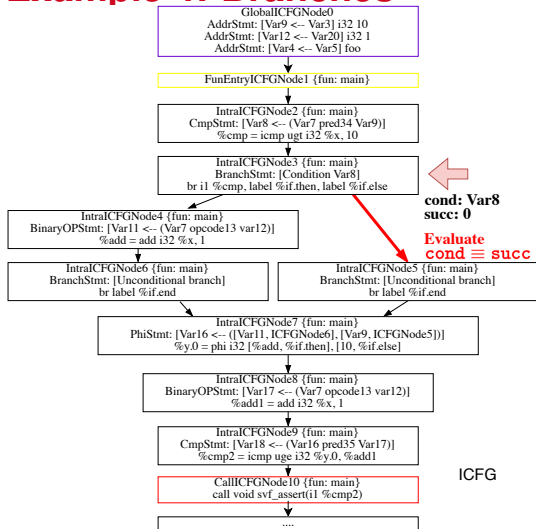 Example 1: Branches
GlobalICFGNode0
AddrStmt: [Var9 <-- Var3] i32 10
AddrStmt: [Var12 <-- Var20] i32 1
AddrStmt: [Var4 <-- Var5] foo
FunEntryICFGNode1 {fun: main}
IntraICFGNode2 {fun: main}
CmpStmt: [Var8 <-- (Var7 pred34 Var9)]
%cmp = icmp ugt i32 %x, 10
IntraICFGNode3 {fun: main}
BranchStmt: [Condition Var8]
br i1 %cmp, label %if.then, label %if.else
cond: Var8
succ: 0
Evaluate
cond ≡ succ
IntraICFGNode4 {fun: main}
BinaryOPStmt: [Var11 <-- (Var7 opcode13 var12)]
%add = add i32 %x, 1
IntraICFGNode6 {fun: main}
BranchStmt: [Unconditional branch]
br label %if.end
IntraICFGNode5 {fun: main}
BranchStmt: [Unconditional branch]
br label %if.end
IntraICFGNode7 {fun: main}
PhiStmt: [Var16 <-- ([Var11, ICFGNode6], [Var9, ICFGNode5])]
%y.0 = phi i32 [%add, %if.then], [10, %if.else]
IntraICFGNode8 {fun: main}
BinaryOPStmt: [Var17 <-- (Var7 opcode13 var12)]
%add1 = add i32 %x, 1
IntraICFGNode9 {fun: main}
CmpStmt: [Var18 <-- (Var16 pred35 Var17)]
%cmp2 = icmp uge i32 %y.0, %add1
ICFG
CallICFGNode10 {fun: main}
call void svf_assert(i1 %cmp2)
....